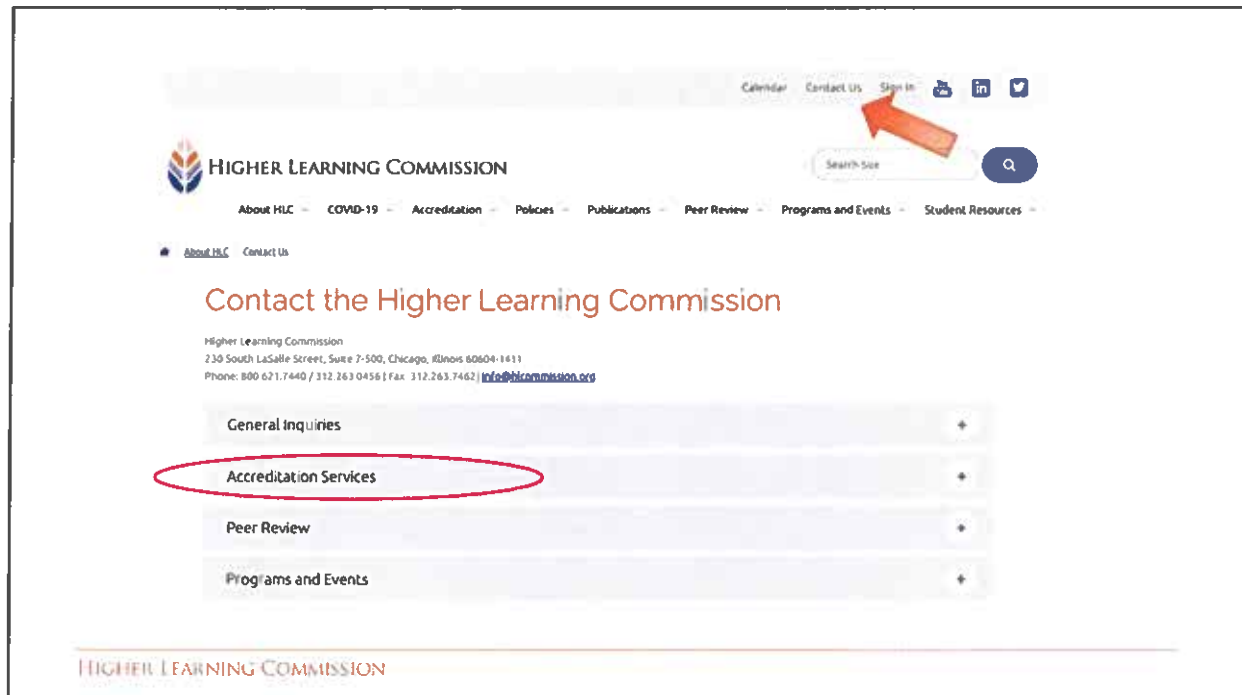 Calendar Contact Us Sign In
HIGHER LEARNING COMMISSION
Search Site
About HLC COVID-19 Accreditation Policies Publications Peer Review Programs and Events Student Resources
About HLC Contact Us
Contact the Higher Learning Commission
Higher Learning Commission
230 South LaSalle Street, Suite 7-500, Chicago, Illinois 60604-1411
Phone: 800.621.7440 / 312.263.0456 | Fax: 312.263.7462 | info@hlcommission.org
General Inquiries +
Accreditation Services +
Peer Review +
Programs and Events +
HIGHER LEARNING COMMISSION